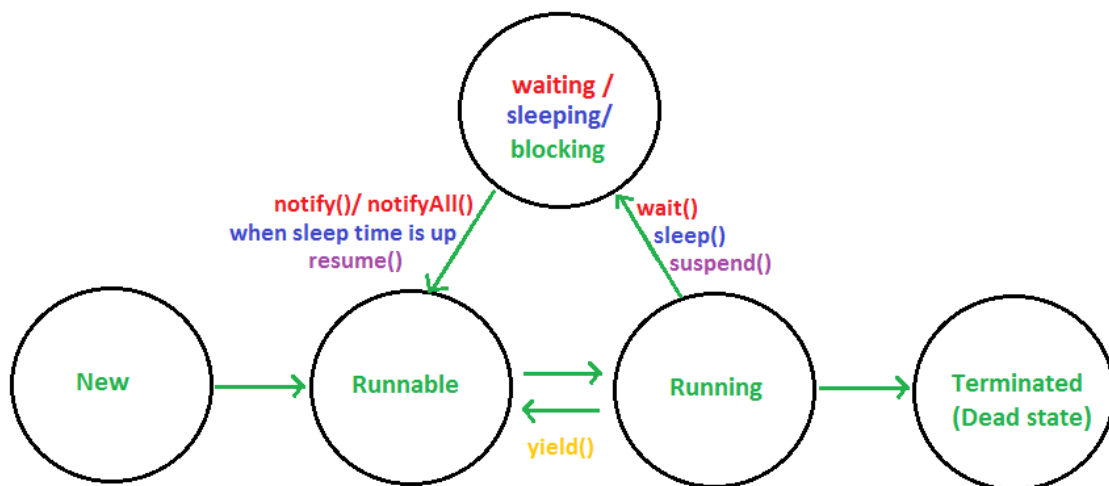 waiting /
sleeping/
blocking
notify()/ notifyAll()
when sleep time is up
resume()
wait()
sleep()
suspend()
New
Runnable
Running
Terminated
(Dead state)
yield()